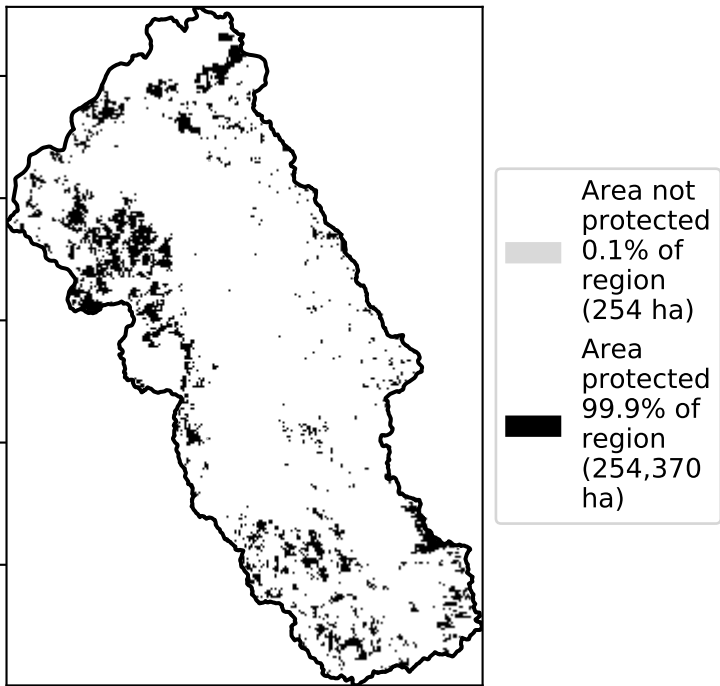 Area not
protected
0.1% of
region
(254 ha)
Area
protected
99.9% of
region
(254,370
ha)